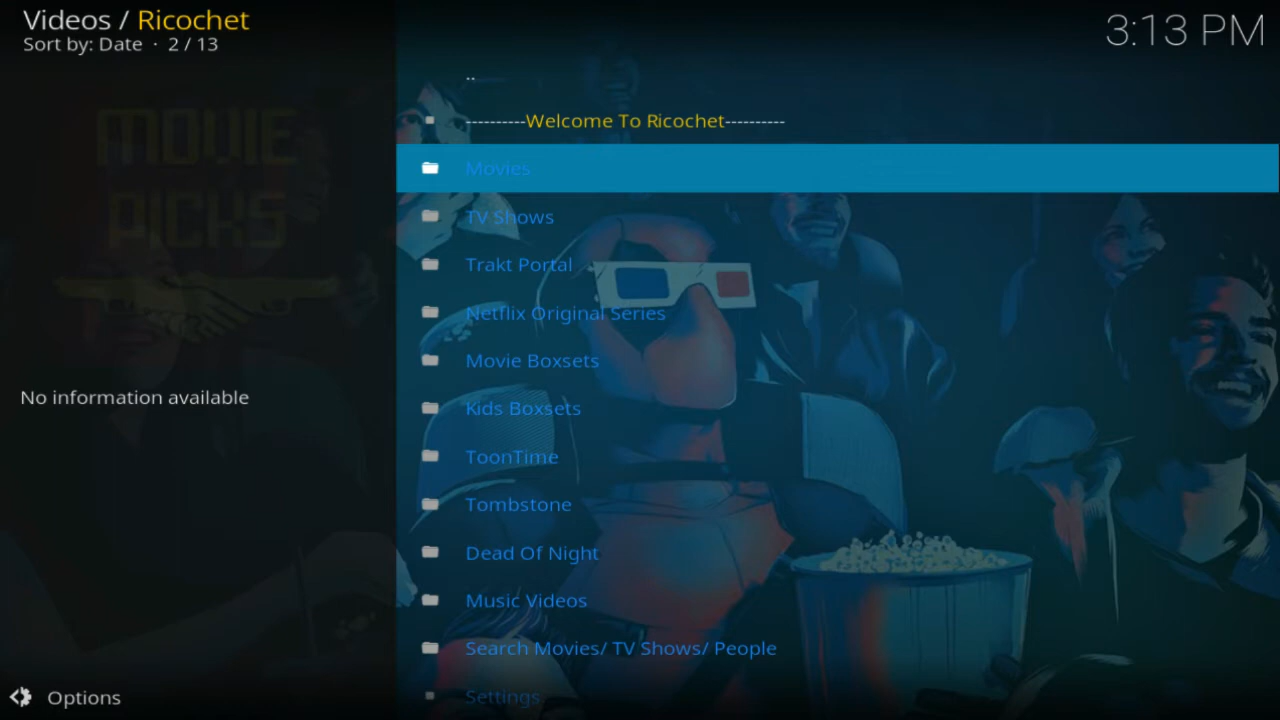 Videos / Ricochet
Sort by: Date · 2 / 13
3:13 PM
MOVIE
PICKS
No information available
..
----------Welcome To Ricochet----------
Movies
TV Shows
Trakt Portal
Netflix Original Series
Movie Boxsets
Kids Boxsets
ToonTime
Tombstone
Dead Of Night
Music Videos
Search Movies/ TV Shows/ People
Settings
Options